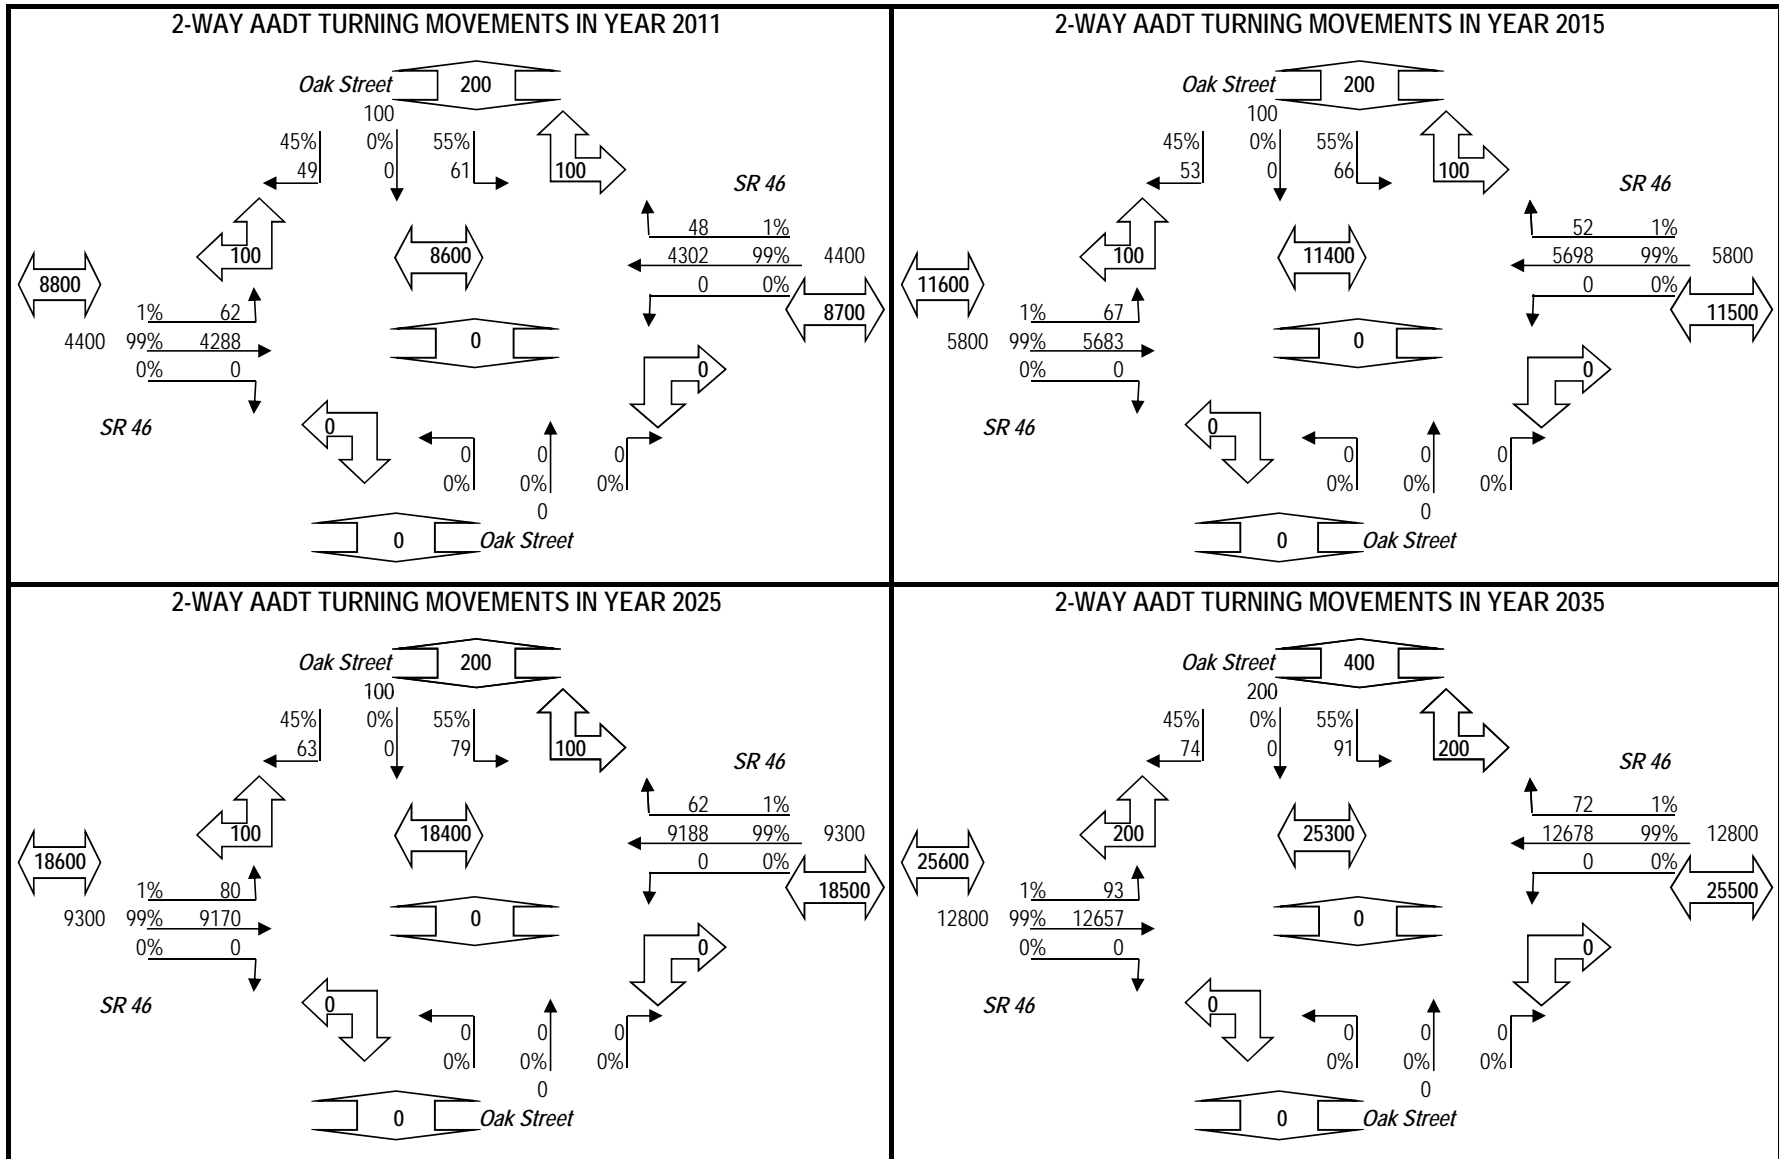 2-WAY AADT TURNING MOVEMENTS IN YEAR 2011
Oak Street 200
100
45% 0% 55%
49 0 61 100
SR 46
48 1%
100 8600 4302 99% 4400
8800 0 0%
1% 62 8700
4400 99% 4288 0
0% 0 0
SR 46 0
0 0 0
0% 0% 0%
0
0 Oak Street
2-WAY AADT TURNING MOVEMENTS IN YEAR 2015
Oak Street 200
100
45% 0% 55%
53 0 66 100
SR 46
52 1%
100 11400 5698 99% 5800
11600 0 0%
1% 67 11500
5800 99% 5683 0
0% 0 0
SR 46 0
0 0 0
0% 0% 0%
0
0 Oak Street
2-WAY AADT TURNING MOVEMENTS IN YEAR 2025
Oak Street 200
100
45% 0% 55%
63 0 79 100
SR 46
62 1%
100 18400 9188 99% 9300
18600 0 0%
1% 80 18500
9300 99% 9170 0
0% 0 0
SR 46 0
0 0 0
0% 0% 0%
0
0 Oak Street
2-WAY AADT TURNING MOVEMENTS IN YEAR 2035
Oak Street 400
200
45% 0% 55%
74 0 91 200
SR 46
72 1%
200 25300 12678 99% 12800
25600 0 0%
1% 93 25500
12800 99% 12657 0
0% 0 0
SR 46 0
0 0 0
0% 0% 0%
0
0 Oak Street